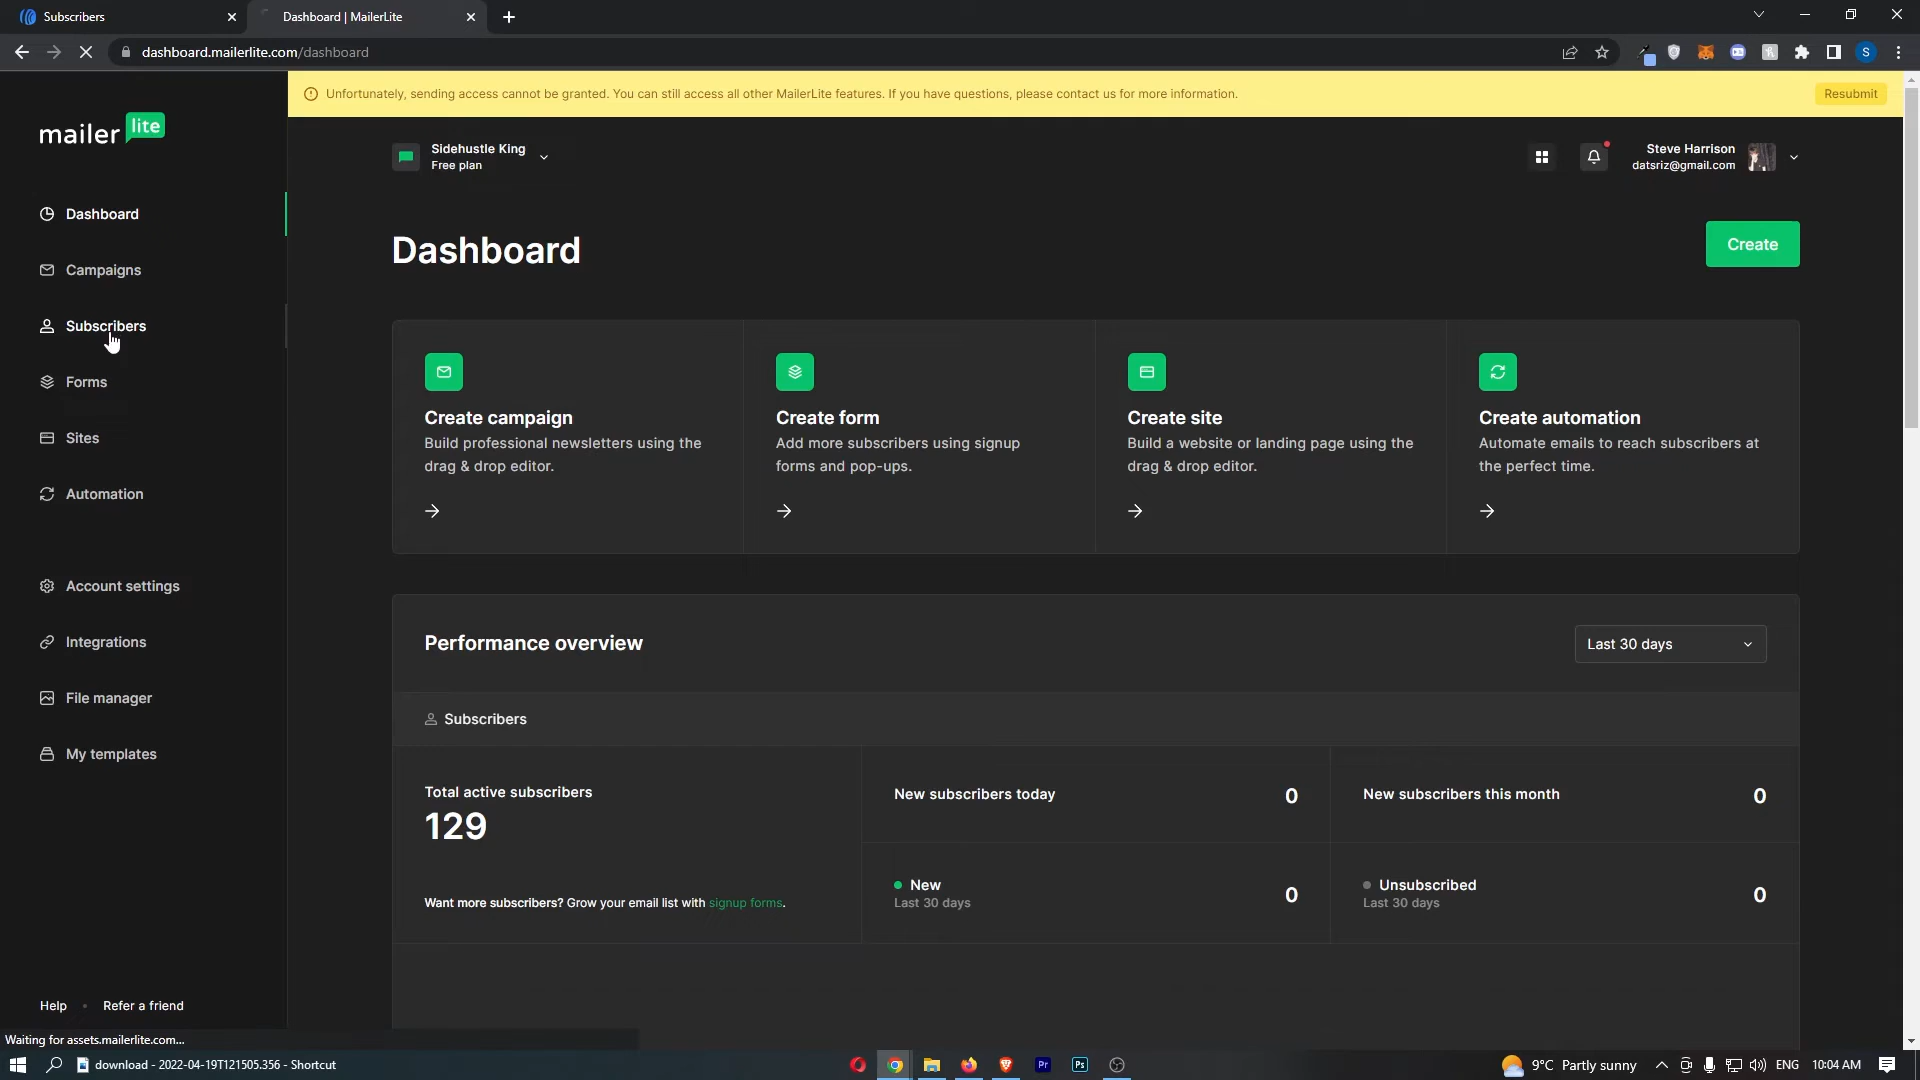 Subscribers
Dashboard | MailerLite
dashboard.mailerlite.com/dashboard
S
Unfortunately, sending access cannot be granted. You can still access all other MailerLite features. If you have questions, please contact us for more information.
Resubmit
mailer lite
Sidehustle King
Free plan
Steve Harrison
datsriz@gmail.com
Dashboard
Campaigns
Subscribers
Forms
Sites
Automation
Account settings
Integrations
File manager
My templates
Help • Refer a friend
Dashboard
Create
Create campaign
Build professional newsletters using the
drag & drop editor.
Create form
Add more subscribers using signup
forms and pop-ups.
Create site
Build a website or landing page using the
drag & drop editor.
Create automation
Automate emails to reach subscribers at
the perfect time.
Performance overview
Last 30 days
Subscribers
Total active subscribers
129
Want more subscribers? Grow your email list with signup forms.
New subscribers today
0
New subscribers this month
0
New
Last 30 days
0
Unsubscribed
Last 30 days
0
Waiting for assets.mailerlite.com...
download - 2022-04-19T121505.356 - Shortcut
Pr
Ps
9°C Partly sunny
ENG
10:04 AM